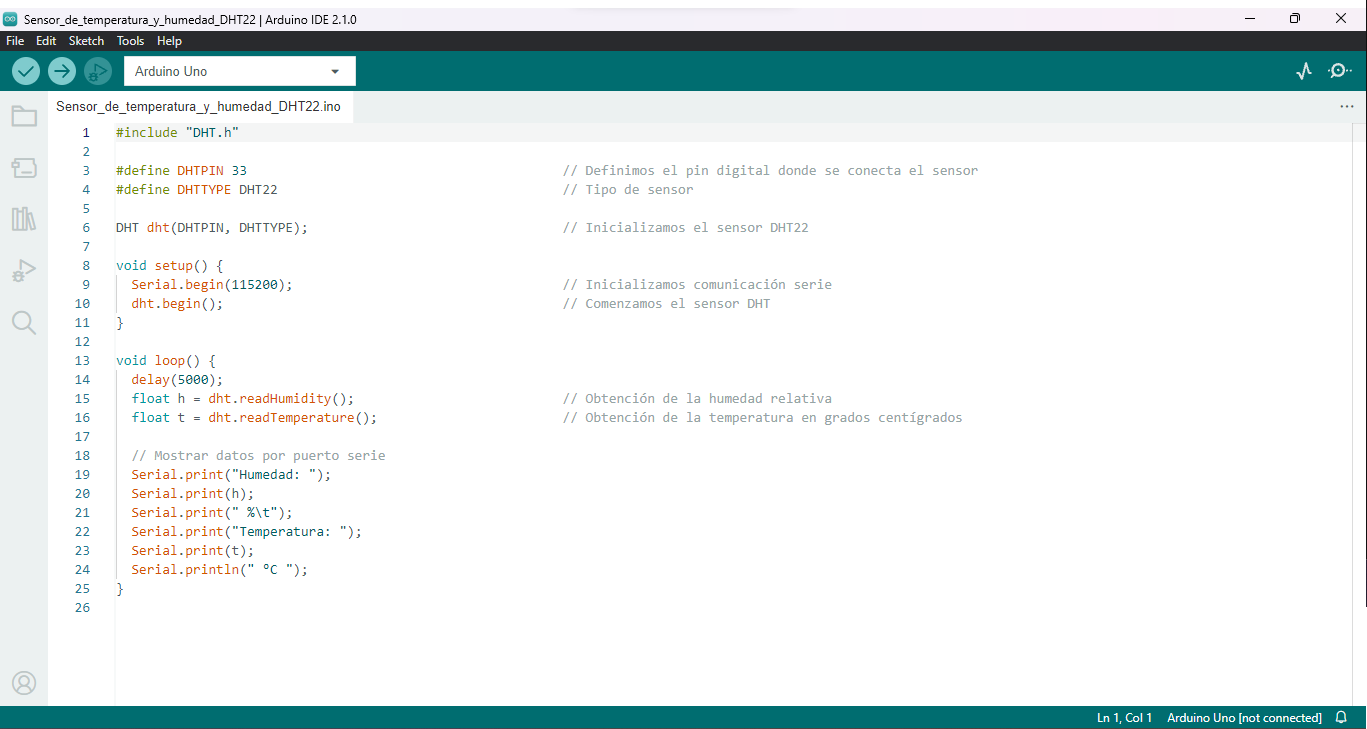 Sensor_de_temperatura_y_humedad_DHT22 | Arduino IDE 2.1.0
File Edit Sketch Tools Help
Arduino Uno
Sensor_de_temperatura_y_humedad_DHT22.ino
1 #include "DHT.h"
2
3 #define DHTPIN 33 // Definimos el pin digital donde se conecta el sensor
4 #define DHTTYPE DHT22 // Tipo de sensor
5
6 DHT dht(DHTPIN, DHTTYPE); // Inicializamos el sensor DHT22
7
8 void setup() {
9 Serial.begin(115200); // Inicializamos comunicación serie
10 dht.begin(); // Comenzamos el sensor DHT
11 }
12
13 void loop() {
14 delay(5000);
15 float h = dht.readHumidity(); // Obtención de la humedad relativa
16 float t = dht.readTemperature(); // Obtención de la temperatura en grados centígrados
17
18 // Mostrar datos por puerto serie
19 Serial.print("Humedad: ");
20 Serial.print(h);
21 Serial.print(" %\t");
22 Serial.print("Temperatura: ");
23 Serial.print(t);
24 Serial.println(" ºC ");
25 }
26
Ln 1, Col 1 Arduino Uno [not connected]